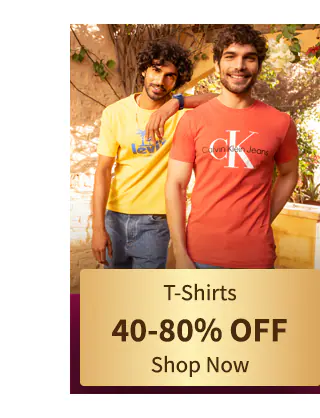 Levi's
CK
Calvin Klein Jeans
T-Shirts
40-80% OFF
Shop Now